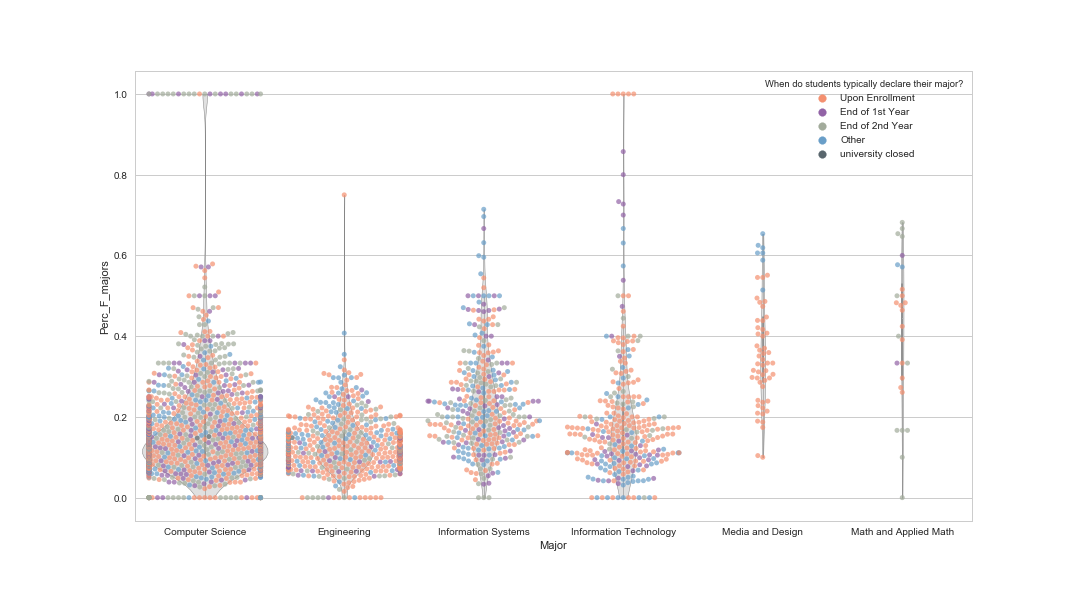 When do students typically declare their major?
Upon Enrollment
End of 1st Year
End of 2nd Year
Other
university closed
1.0
0.8
0.6
0.4
0.2
0.0
Perc_F_majors
Computer Science
Engineering
Information Systems
Information Technology
Media and Design
Math and Applied Math
Major